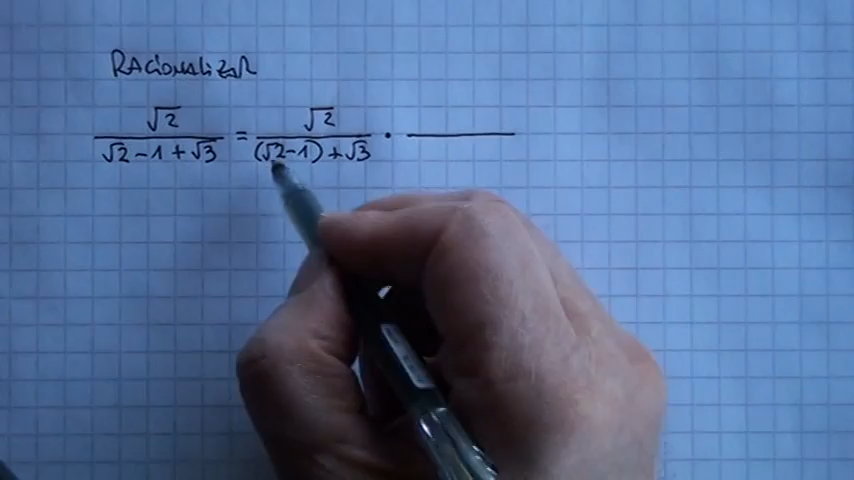 RAcionalizar
√2 / (√2 - 1 + √3) = √2 / ((√2 - 1) + √3) ·